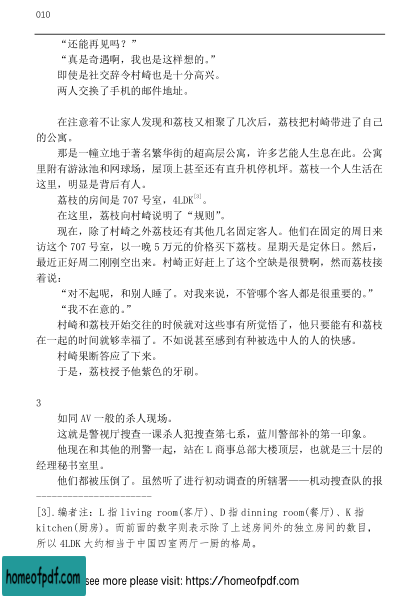 010
“还能再见吗？”
“真是奇遇啊，我也是这样想的。”
即使是社交辞令村崎也是十分高兴。
两人交换了手机的邮件地址。
在注意着不让家人发现和荔枝又相聚了几次后，荔枝把村崎带进了自己
的公寓。
那是一幢立地于著名繁华街的超高层公寓，许多艺能人生息在此。公寓
里附有游泳池和网球场，屋顶上甚至还有直升机停机坪。荔枝一个人生活在
这里，明显是背后有人。
荔枝的房间是 707 号室，4LDK[3]。
在这里，荔枝向村崎说明了“规则”。
现在，除了村崎之外荔枝还有其他几名固定客人。他们在固定的周日来
访这个 707 号室，以一晚 5 万元的价格买下荔枝。星期天是定休日。然后，
最近正好周二刚刚空出来。村崎正好赶上了这个空缺是很赞啊，然而荔枝接
着说：
“对不起呢，和别人睡了。对我来说，不管哪个客人都是很重要的。”
“我不在意的。”
村崎和荔枝开始交往的时候就对这些事有所觉悟了，他只要能有和荔枝
在一起的时间就够幸福了。不如说甚至感到有种被选中人的人的快感。
村崎果断答应了下来。
于是，荔枝授予他紫色的牙刷。
3
如同 AV 一般的杀人现场。
这就是警视厅搜查一课杀人犯搜查第七系，蓝川警部补的第一印象。
他现在和其他的刑警一起，站在 L 商事总部大楼顶层，也就是三十层的
经理秘书室里。
他们都被压倒了。虽然听了进行初动调查的所辖署——机动搜查队的报
----------------------
[3].编者注：L 指 living room(客厅)、D 指 dinning room(餐厅)、K 指
kitchen(厨房)。而前面的数字则表示除了上述房间外的独立房间的数目，
所以 4LDK 大约相当于中国四室两厅一厨的格局。
homeofpdf.com
see more please visit: https://homeofpdf.com